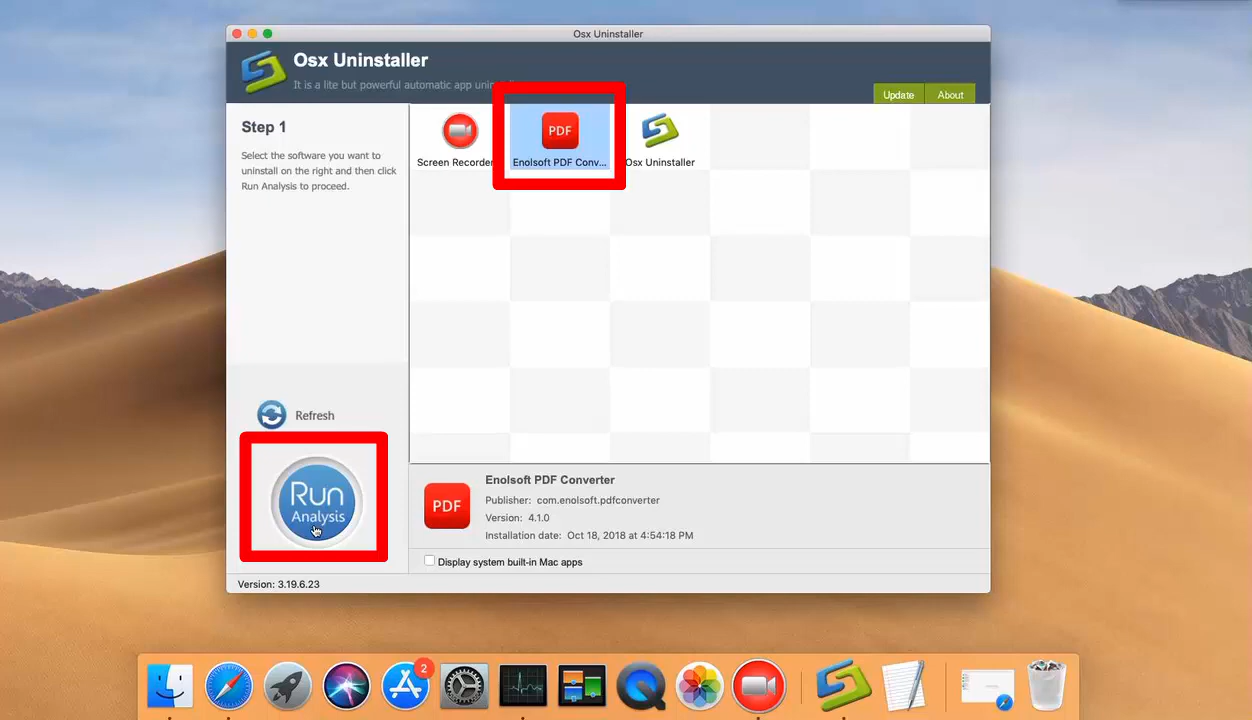 Osx Uninstaller
Osx Uninstaller
It is a lite but powerful automatic app
Update
About
Step 1
Select the software you want to
uninstall on the right and then click
Run Analysis to proceed.
PDF
Screen Recorder
Enolsoft PDF Conv...
Osx Uninstaller
Refresh
Run
Analysis
PDF
Enolsoft PDF Converter
Publisher: com.enolsoft.pdfconverter
Version: 4.1.0
Installation date: Oct 18, 2018 at 4:54:18 PM
Display system built-in Mac apps
Version: 3.19.6.23
2